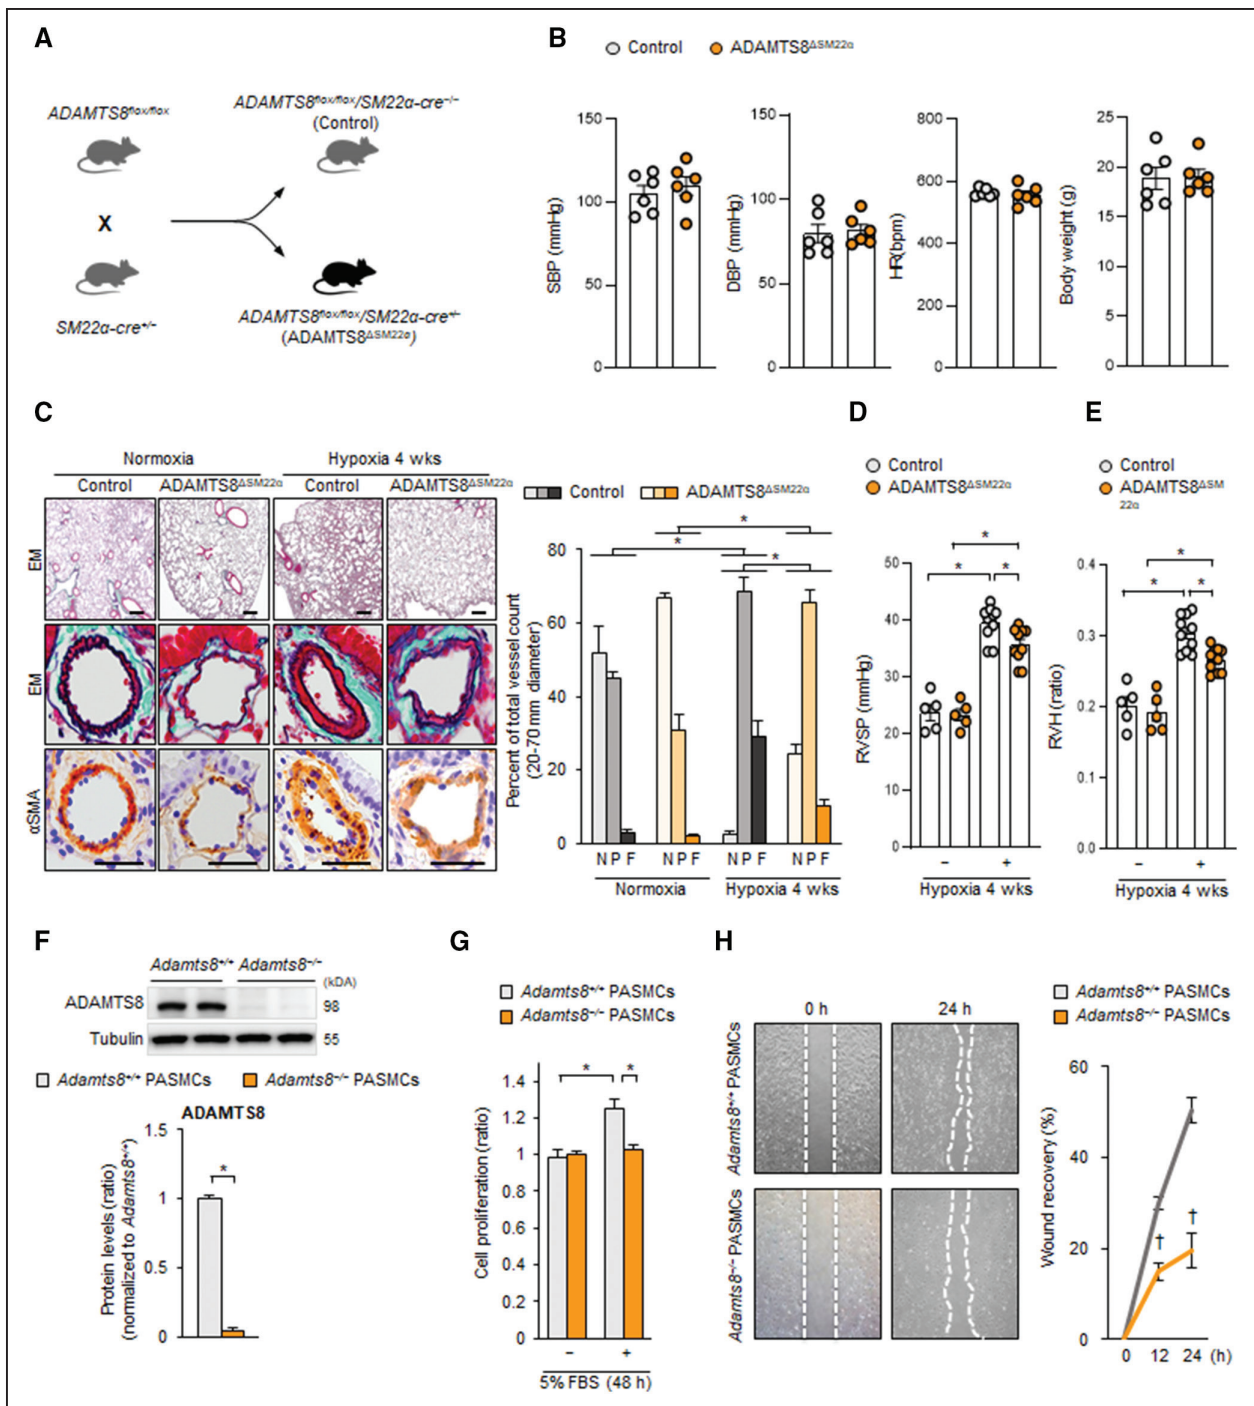 A
ADAMTS8flox/flox
ADAMTS8flox/flox/SM22α-cre−/−
(Control)
X
SM22α-cre+/−
ADAMTS8flox/flox/SM22α-cre+/−
(ADAMTS8ΔSM22α)
B
Control
ADAMTS8ΔSM22α
SBP (mmHg)
150
100
50
0
DBP (mmHg)
150
100
50
0
HR(bpm)
800
600
400
200
0
Body weight (g)
25
20
15
10
5
0
C
Normoxia
Hypoxia 4 wks
Control
ADAMTS8ΔSM22α
Control
ADAMTS8ΔSM22α
EM
EM
αSMA
Control
ADAMTS8ΔSM22α
Percent of total vessel count
(20-70 mm diameter)
80
60
40
20
0
*
*
*
N P F
N P F
N P F
N P F
Normoxia
Hypoxia 4 wks
D
Control
ADAMTS8ΔSM22α
RVSP (mmHg)
50
40
30
20
10
0
*
*
*
−
+
Hypoxia 4 wks
E
Control
ADAMTS8ΔSM
22α
RVH (ratio)
0.4
0.3
0.2
0.1
0.0
*
*
*
−
+
Hypoxia 4 wks
F
Adamts8+/+
Adamts8−/−
(kDA)
ADAMTS8
98
Tubulin
55
Adamts8+/+ PASMCs
Adamts8−/− PASMCs
ADAMTS8
Protein levels (ratio)
(normalized to Adamts8+/+)
1.5
1
0.5
0
*
G
Adamts8+/+ PASMCs
Adamts8−/− PASMCs
Cell proliferation (ratio)
1.4
1.2
1
0.8
0.6
0.4
0.2
0
*
*
−
+
5% FBS (48 h)
H
0 h
24 h
Adamts8+/+ PASMCs
Adamts8−/− PASMCs
Adamts8+/+ PASMCs
Adamts8−/− PASMCs
Wound recovery (%)
60
40
20
0
†
†
0
12
24
(h)